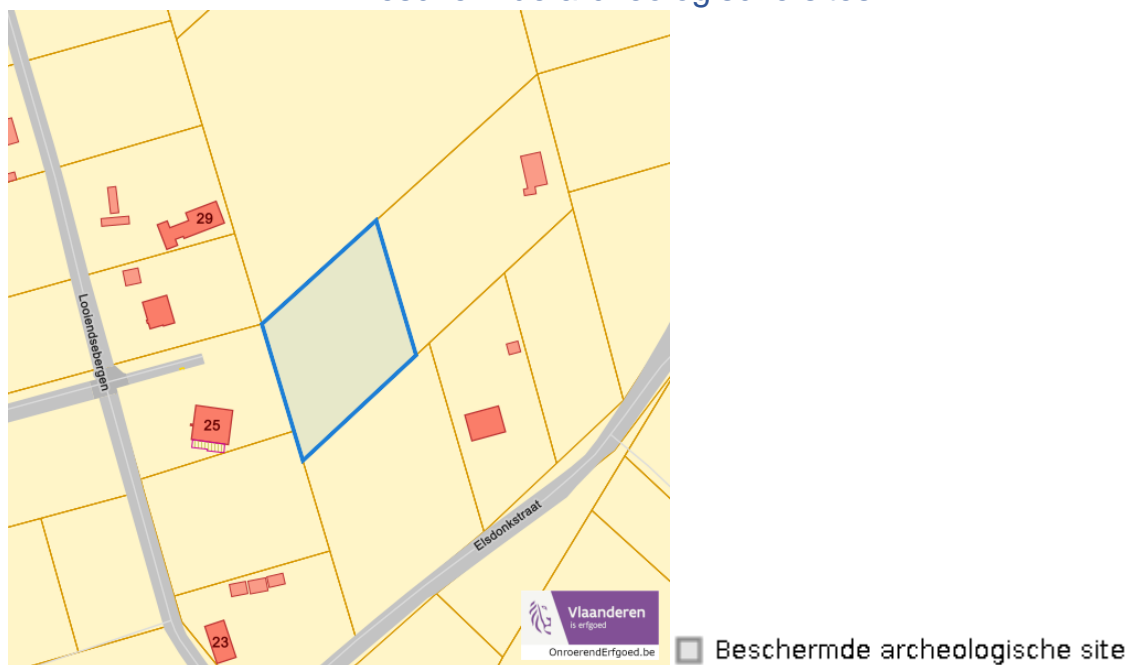 29
Looiendsebergen
25
Elsdonkstraat
23
Vlaanderen
is erfgoed
OnroerendErfgoed.be
Beschermde archeologische site